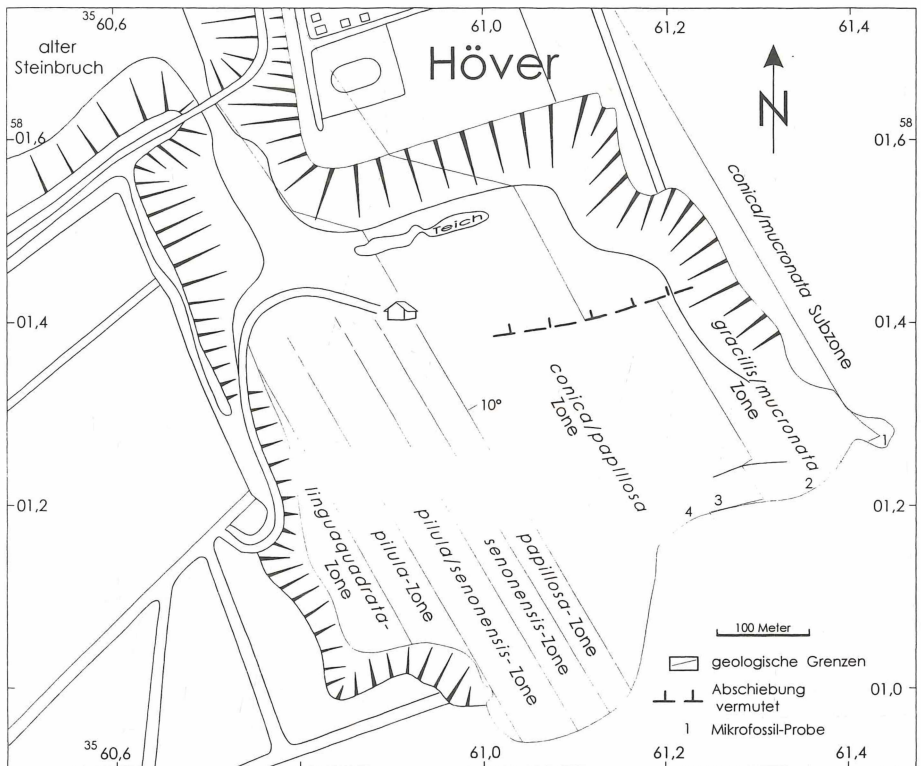 35
60,6
61,0
61,2
61,4
alter
Steinbruch
Höver
N
58
01,6
58
01,6
conica/mucronata Subzone
Teich
01,4
01,4
gracilis/mucronata
Zone
conica/papillosa
Zone
10°
1
2
3
4
01,2
01,2
linguaquadrata-
Zone
pilula-Zone
pilula/senonensis-Zone
senonensis-Zone
papillosa-Zone
100 Meter
geologische Grenzen
Abschiebung
vermutet
1 Mikrofossil-Probe
01,0
35
60,6
61,0
61,2
61,4